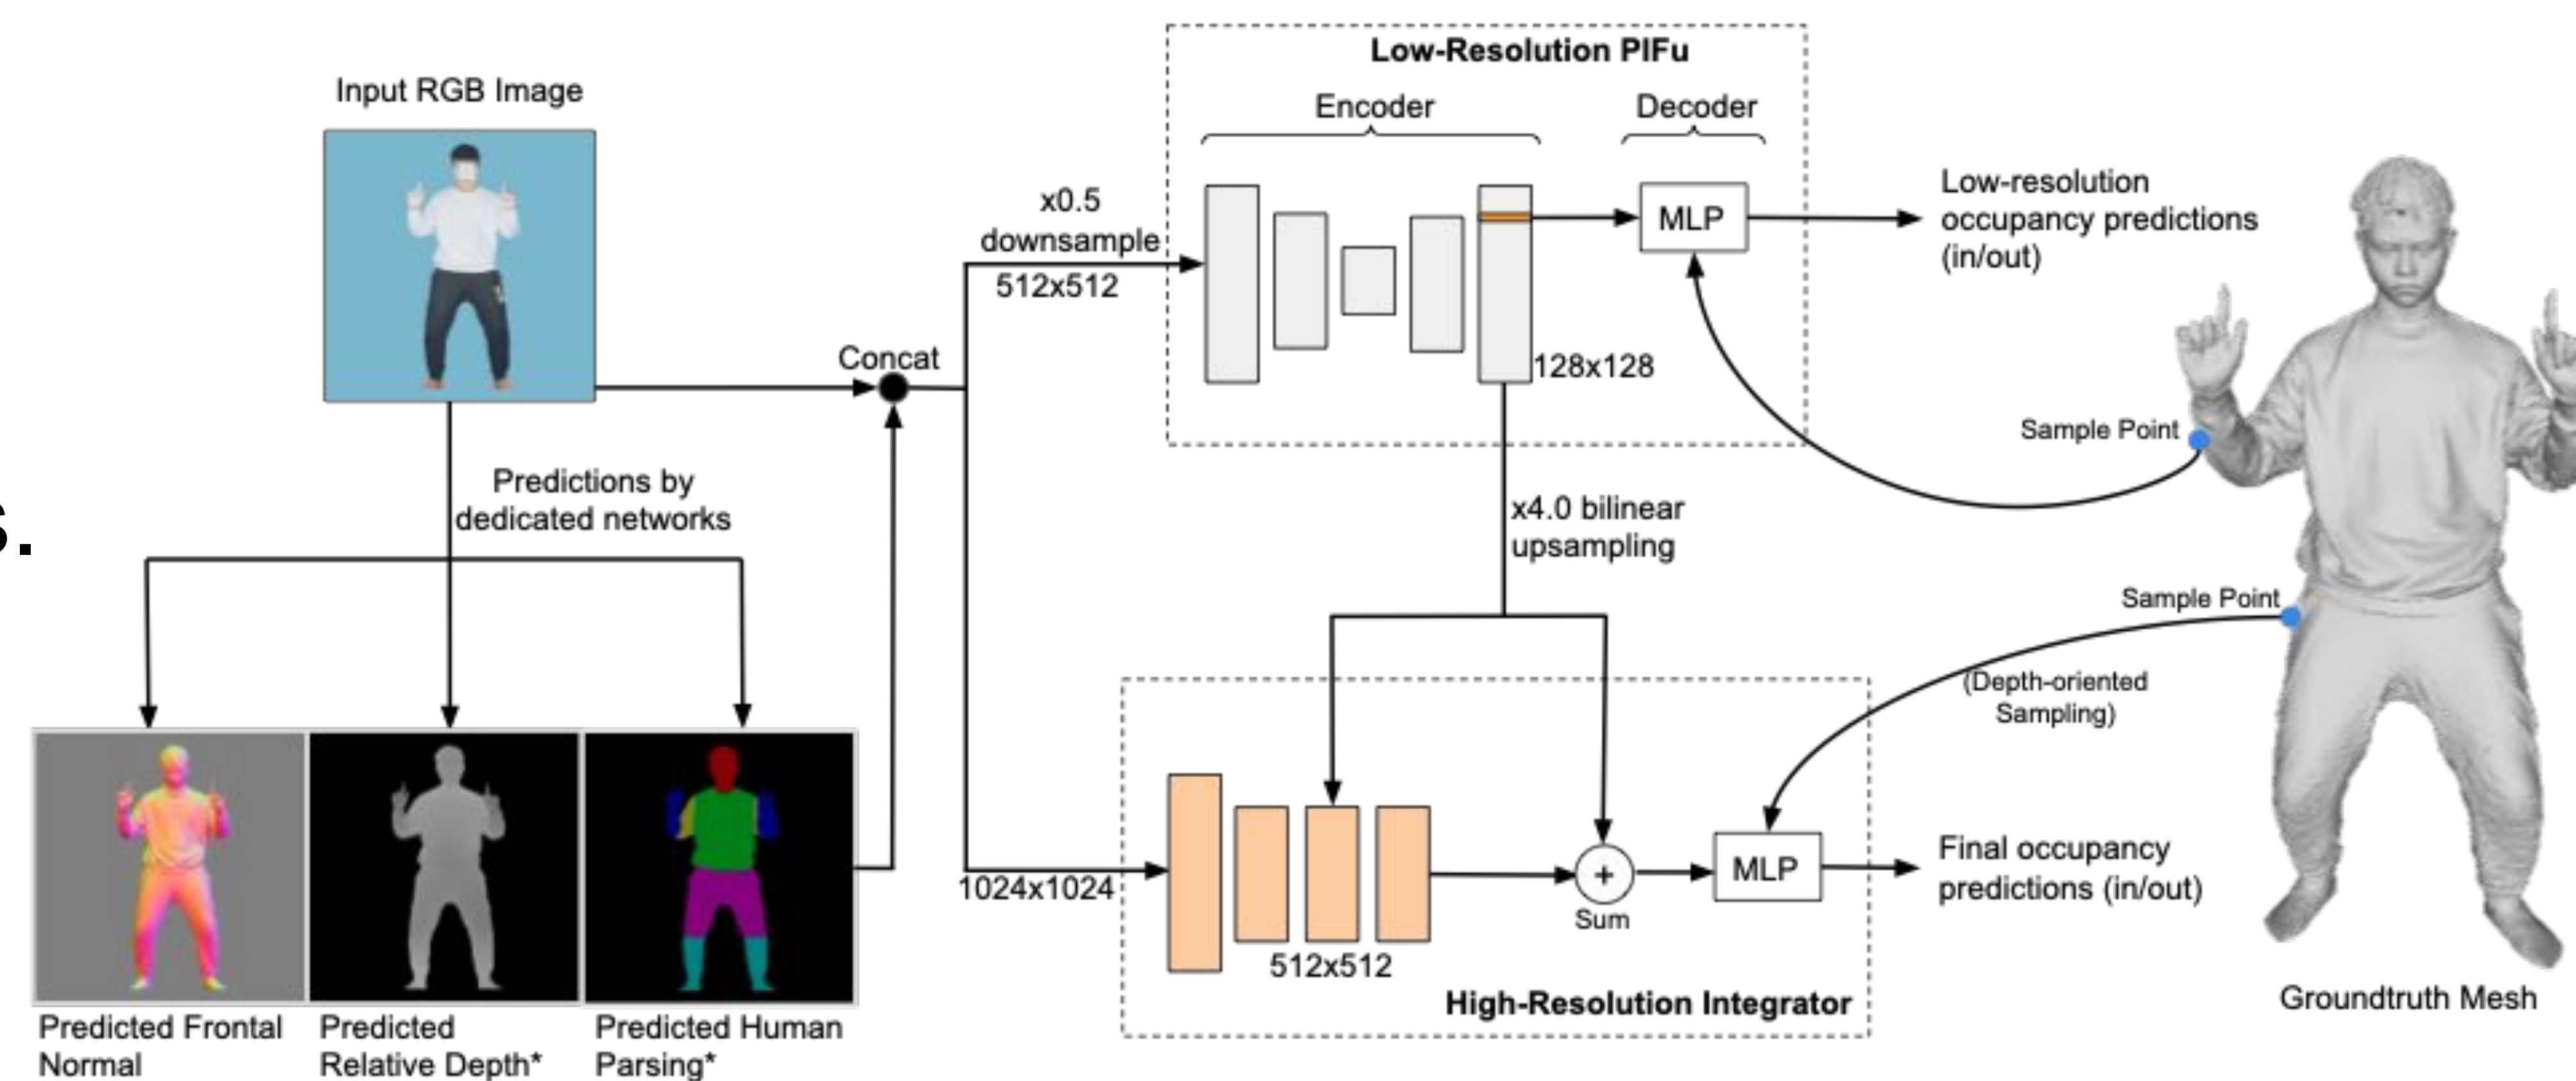 Input RGB Image
Low-Resolution PIFu
Encoder
Decoder
x0.5
downsample
512x512
MLP
128x128
Low-resolution
occupancy predictions
(in/out)
Concat
Predictions by
dedicated networks
s.
x4.0 bilinear
upsampling
Sample Point
Sample Point
(Depth-oriented
Sampling)
1024x1024
512x512
Sum
MLP
High-Resolution Integrator
Final occupancy
predictions (in/out)
Groundtruth Mesh
Predicted Frontal
Normal
Predicted
Relative Depth*
Predicted Human
Parsing*